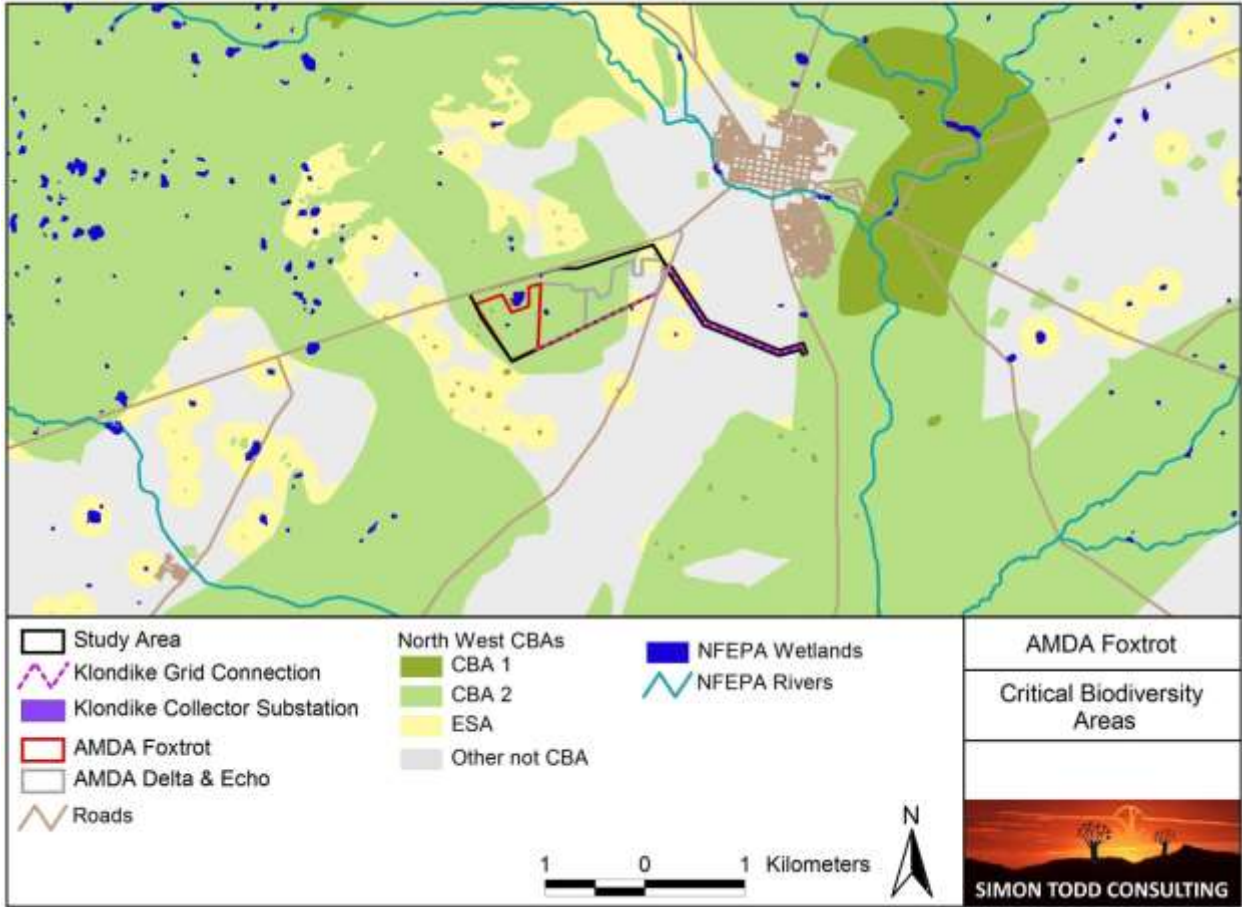 Study Area
Klondike Grid Connection
Klondike Collector Substation
AMDA Foxtrot
AMDA Delta & Echo
Roads
North West CBAs
CBA 1
CBA 2
ESA
Other not CBA
NFEPA Wetlands
NFEPA Rivers
1 0 1 Kilometers
N
AMDA Foxtrot
Critical Biodiversity
Areas
SIMON TODD CONSULTING